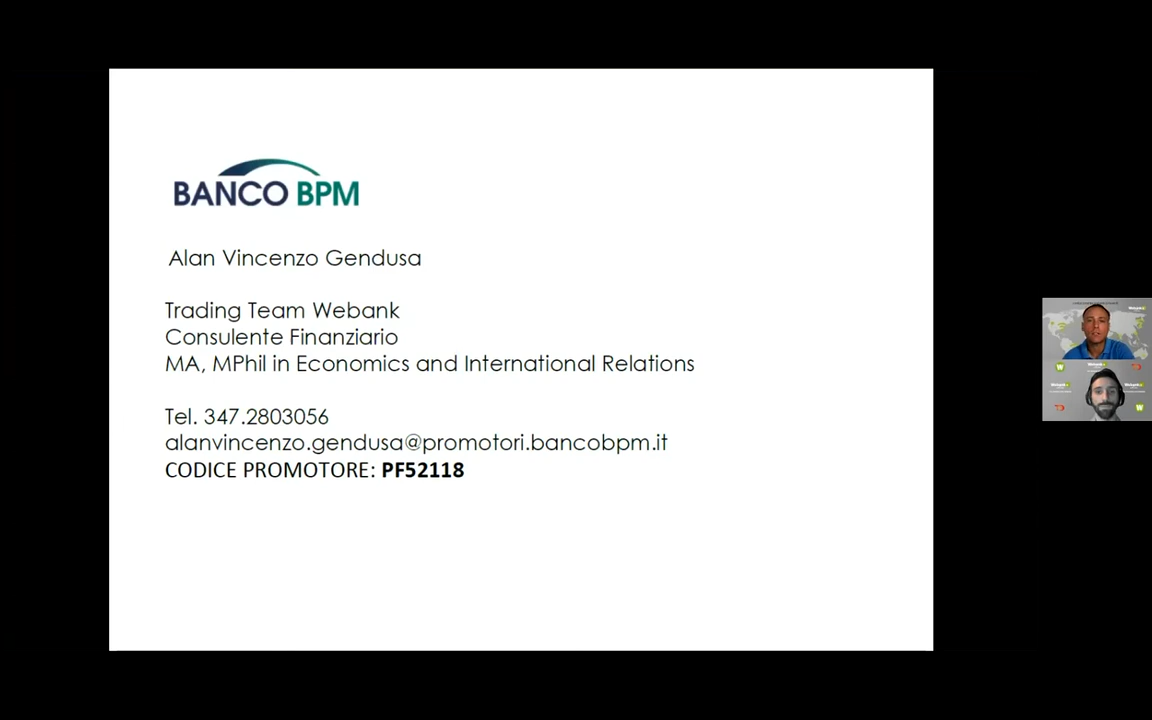 BANCO BPM
Alan Vincenzo Gendusa
Trading Team Webank
Consulente Finanziario
MA, MPhil in Economics and International Relations
Tel. 347.2803056
alanvincenzo.gendusa@promotori.bancobpm.it
CODICE PROMOTORE: PF52118